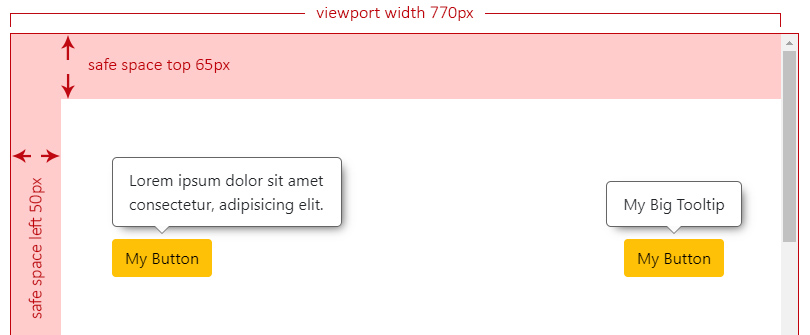 viewport width 770px
safe space top 65px
safe space left 50px
Lorem ipsum dolor sit amet
consectetur, adipisicing elit.
My Button
My Big Tooltip
My Button